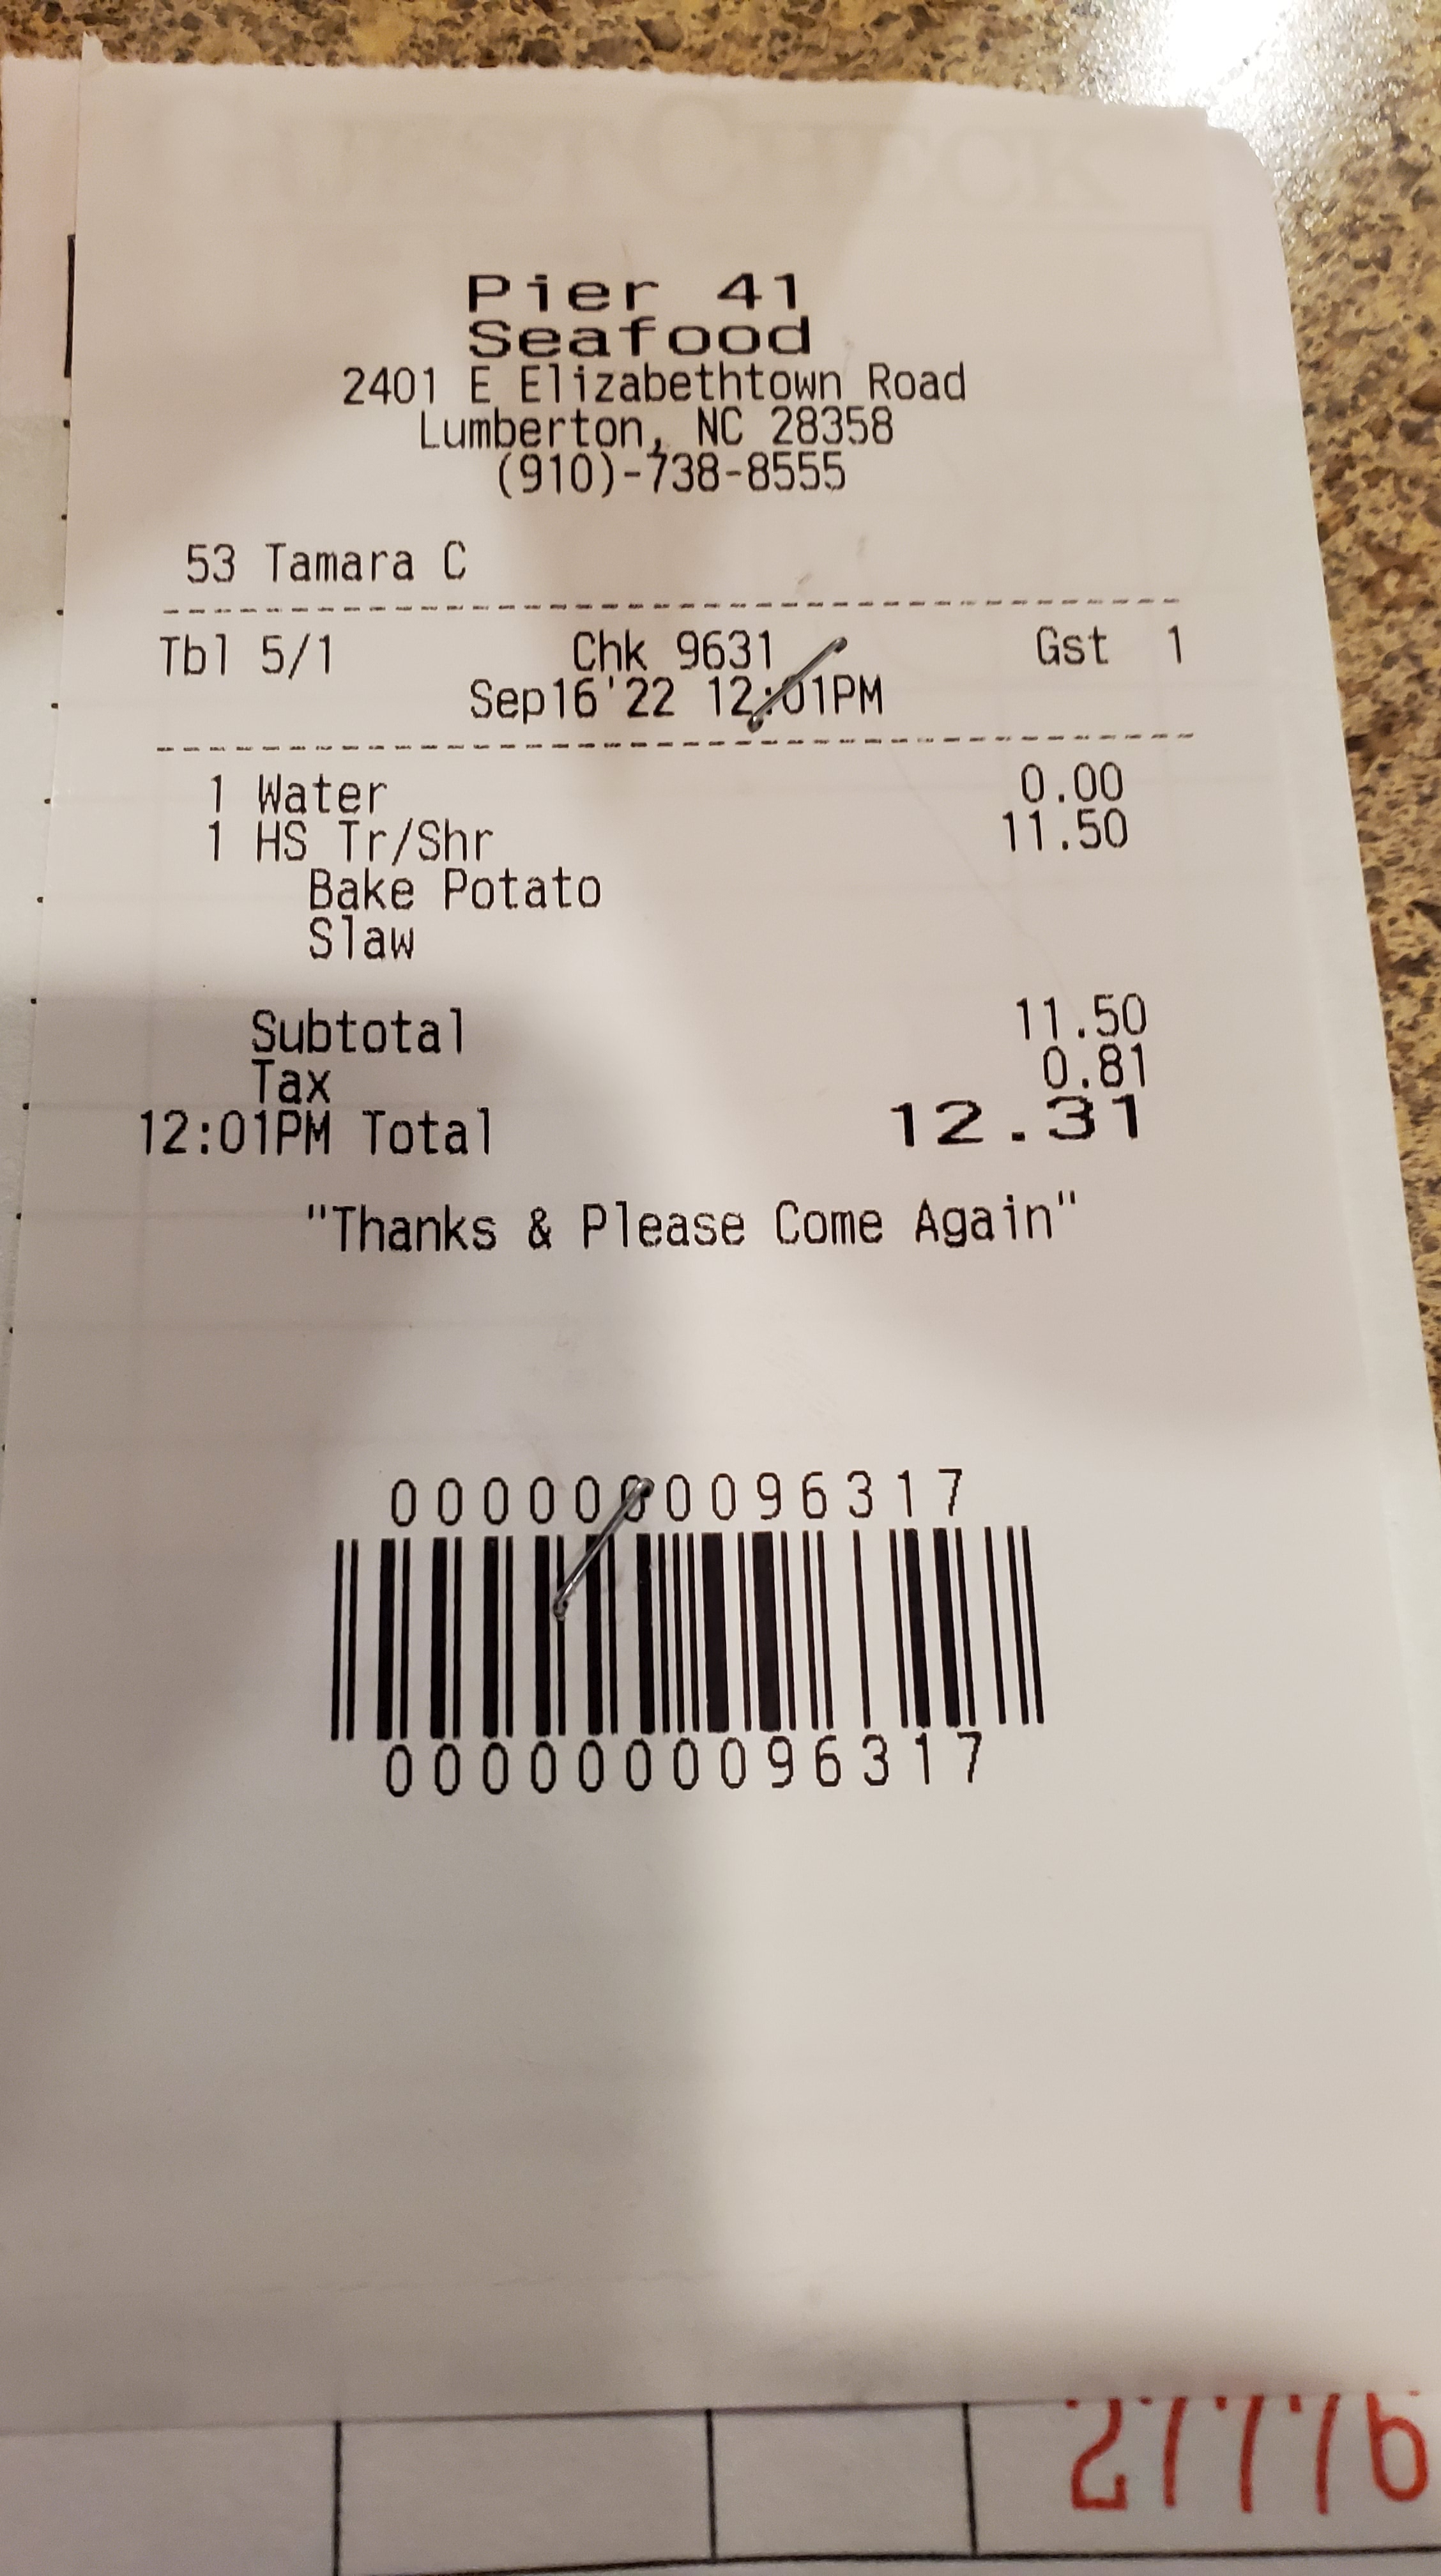 GUEST CHECK
Pier 41
Seafood
2401 E Elizabethtown Road
Lumberton, NC 28358
(910)-738-8555
53 Tamara C
Tbl 5/1 Chk 9631 Gst 1
Sep16'22 12:01PM
1 Water 0.00
1 HS Tr/Shr 11.50
Bake Potato
Slaw
Subtotal 11.50
Tax 0.81
12:01PM Total 12.31
"Thanks & Please Come Again"
0000000096317
0000000096317